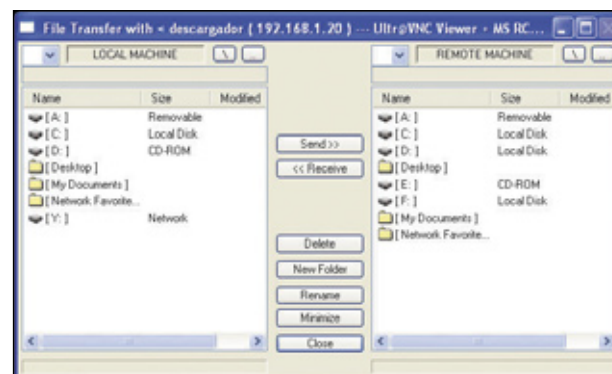 File Transfer with < descargador ( 192.168.1.20 ) --- Ultr@VNC Viewer - MS RC...
LOCAL MACHINE
\
..
Name Size Modified
[A:] Removable
[C:] Local Disk
[D:] CD-ROM
[Desktop]
[My Documents]
[Network Favorite...
[Y:] Network
Send >>
<< Receive
Delete
New Folder
Rename
Minimize
Close
REMOTE MACHINE
\
..
Name Size Modified
[A:] Removable
[C:] Local Disk
[D:] Local Disk
[Desktop]
[E:] CD-ROM
[F:] Local Disk
[My Documents]
[Network Favorite...